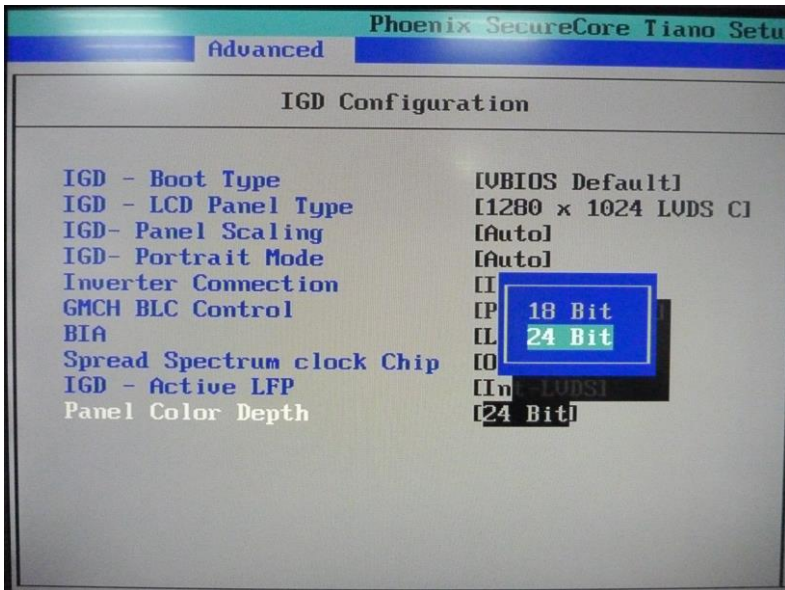 Phoenix SecureCore Tiano Setu
Advanced
IGD Configuration
IGD - Boot Type [VBIOS Default]
IGD - LCD Panel Type [1280 x 1024 LVDS C]
IGD- Panel Scaling [Auto]
IGD- Portrait Mode [Auto]
Inverter Connection [I
GMCH BLC Control [P
18 Bit
BIA [L
24 Bit
Spread Spectrum clock Chip [O
IGD - Active LFP [Int-LVDS]
Panel Color Depth [24 Bit]